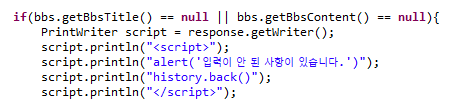 if(bbs.getBbsTitle() == null || bbs.getBbsContent() == null){
PrintWriter script = response.getWriter();
script.println("<script>");
script.println("alert('입력이 안 된 사항이 있습니다.')");
script.println("history.back()");
script.println("</script>");